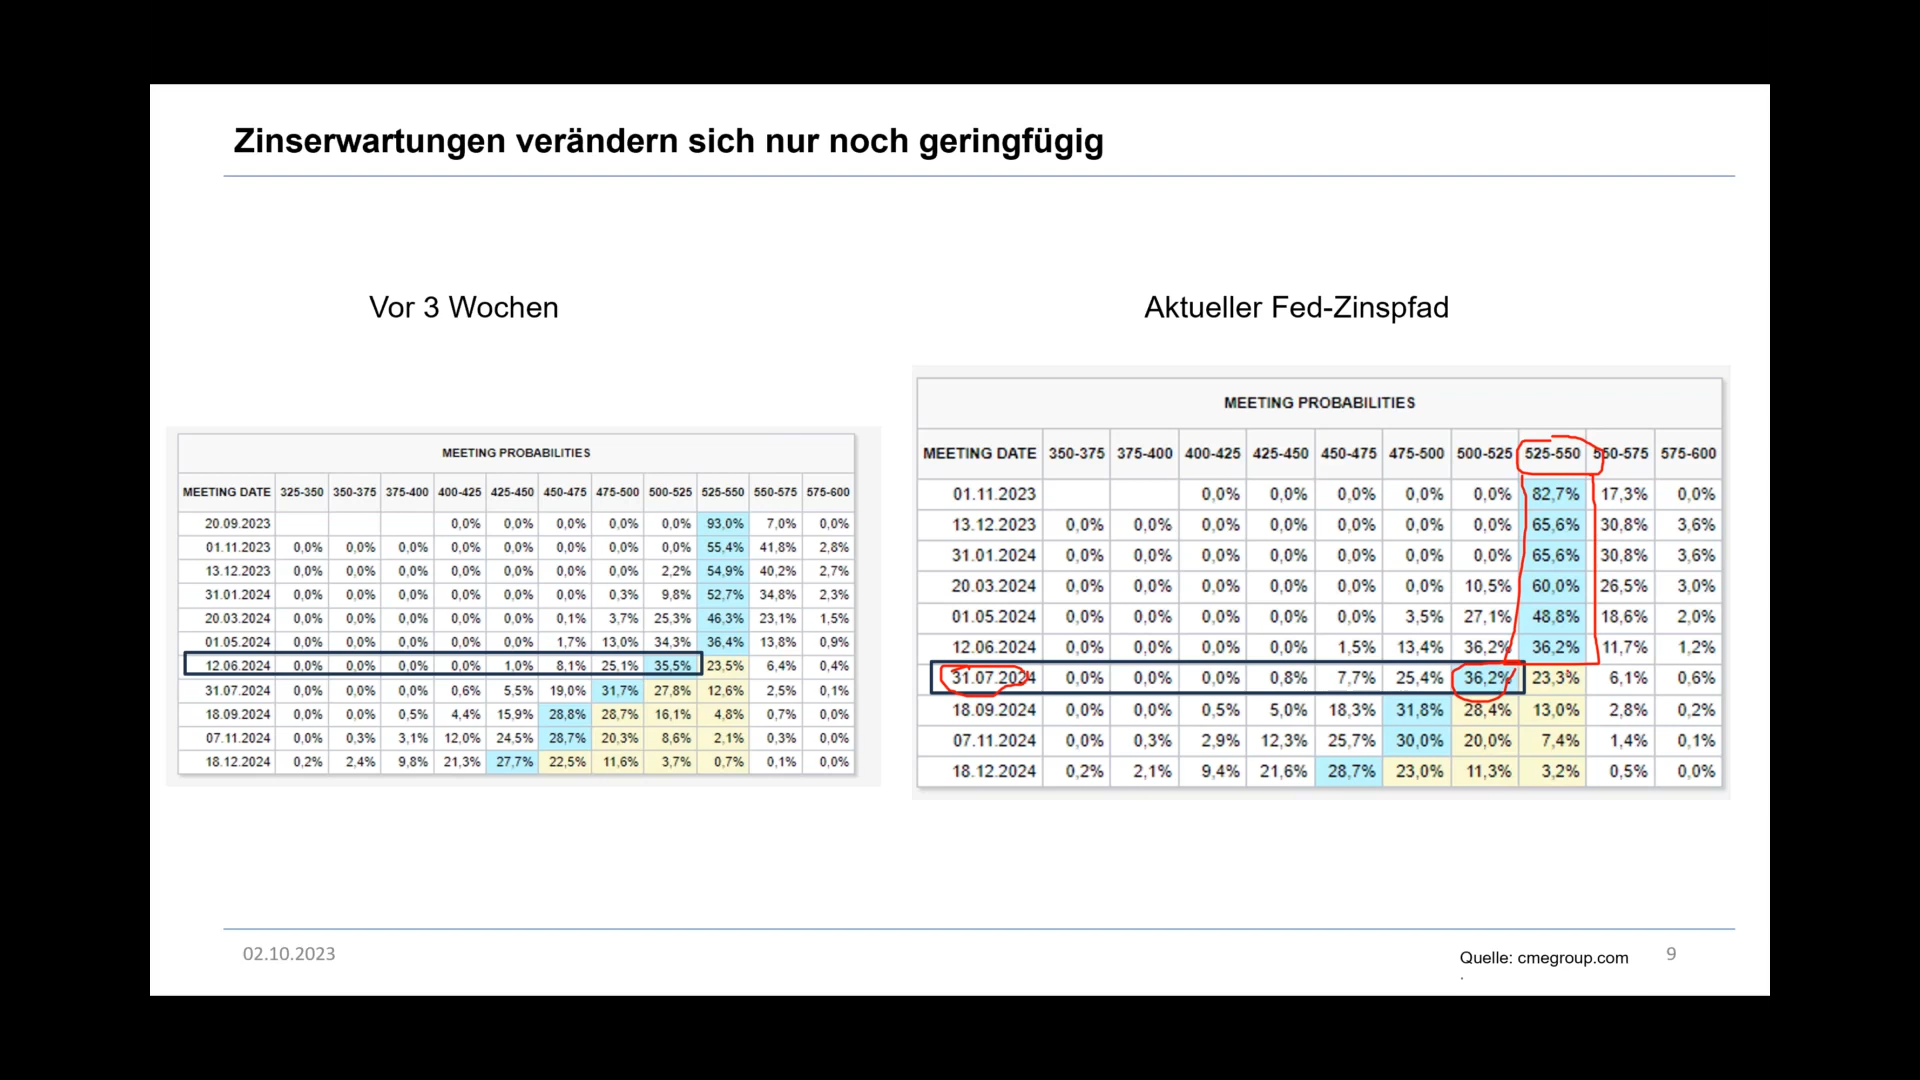 Zinserwartungen verändern sich nur noch geringfügig
Vor 3 Wochen
MEETING PROBABILITIES
MEETING DATE 325-350 350-375 375-400 400-425 425-450 450-475 475-500 500-525 525-550 550-575 575-600
20.09.2023 0,0% 0,0% 0,0% 0,0% 0,0% 93,0% 7,0% 0,0%
01.11.2023 0,0% 0,0% 0,0% 0,0% 0,0% 0,0% 0,0% 0,0% 55,4% 41,8% 2,8%
13.12.2023 0,0% 0,0% 0,0% 0,0% 0,0% 0,0% 0,0% 2,2% 54,9% 40,2% 2,7%
31.01.2024 0,0% 0,0% 0,0% 0,0% 0,0% 0,0% 0,3% 9,8% 52,7% 34,8% 2,3%
20.03.2024 0,0% 0,0% 0,0% 0,0% 0,0% 0,1% 3,7% 25,3% 46,3% 23,1% 1,5%
01.05.2024 0,0% 0,0% 0,0% 0,0% 0,0% 1,7% 13,0% 34,3% 36,4% 13,8% 0,9%
12.06.2024 0,0% 0,0% 0,0% 0,0% 1,0% 8,1% 25,1% 35,5% 23,5% 6,4% 0,4%
31.07.2024 0,0% 0,0% 0,0% 0,6% 5,5% 19,0% 31,7% 27,8% 12,6% 2,5% 0,1%
18.09.2024 0,0% 0,0% 0,5% 4,4% 15,9% 28,8% 28,7% 16,1% 4,8% 0,7% 0,0%
07.11.2024 0,0% 0,3% 3,1% 12,0% 24,5% 28,7% 20,3% 8,6% 2,1% 0,3% 0,0%
18.12.2024 0,2% 2,4% 9,8% 21,3% 27,7% 22,5% 11,6% 3,7% 0,7% 0,1% 0,0%
Aktueller Fed-Zinspfad
MEETING PROBABILITIES
MEETING DATE 350-375 375-400 400-425 425-450 450-475 475-500 500-525 525-550 550-575 575-600
01.11.2023 0,0% 0,0% 0,0% 0,0% 0,0% 82,7% 17,3% 0,0%
13.12.2023 0,0% 0,0% 0,0% 0,0% 0,0% 0,0% 0,0% 65,6% 30,8% 3,6%
31.01.2024 0,0% 0,0% 0,0% 0,0% 0,0% 0,0% 0,0% 65,6% 30,8% 3,6%
20.03.2024 0,0% 0,0% 0,0% 0,0% 0,0% 0,0% 10,5% 60,0% 26,5% 3,0%
01.05.2024 0,0% 0,0% 0,0% 0,0% 0,0% 3,5% 27,1% 48,8% 18,6% 2,0%
12.06.2024 0,0% 0,0% 0,0% 0,0% 1,5% 13,4% 36,2% 36,2% 11,7% 1,2%
31.07.2024 0,0% 0,0% 0,0% 0,8% 7,7% 25,4% 36,2% 23,3% 6,1% 0,6%
18.09.2024 0,0% 0,0% 0,5% 5,0% 18,3% 31,8% 28,4% 13,0% 2,8% 0,2%
07.11.2024 0,0% 0,3% 2,9% 12,3% 25,7% 30,0% 20,0% 7,4% 1,4% 0,1%
18.12.2024 0,2% 2,1% 9,4% 21,6% 28,7% 23,0% 11,3% 3,2% 0,5% 0,0%
02.10.2023
Quelle: cmegroup.com
.
9